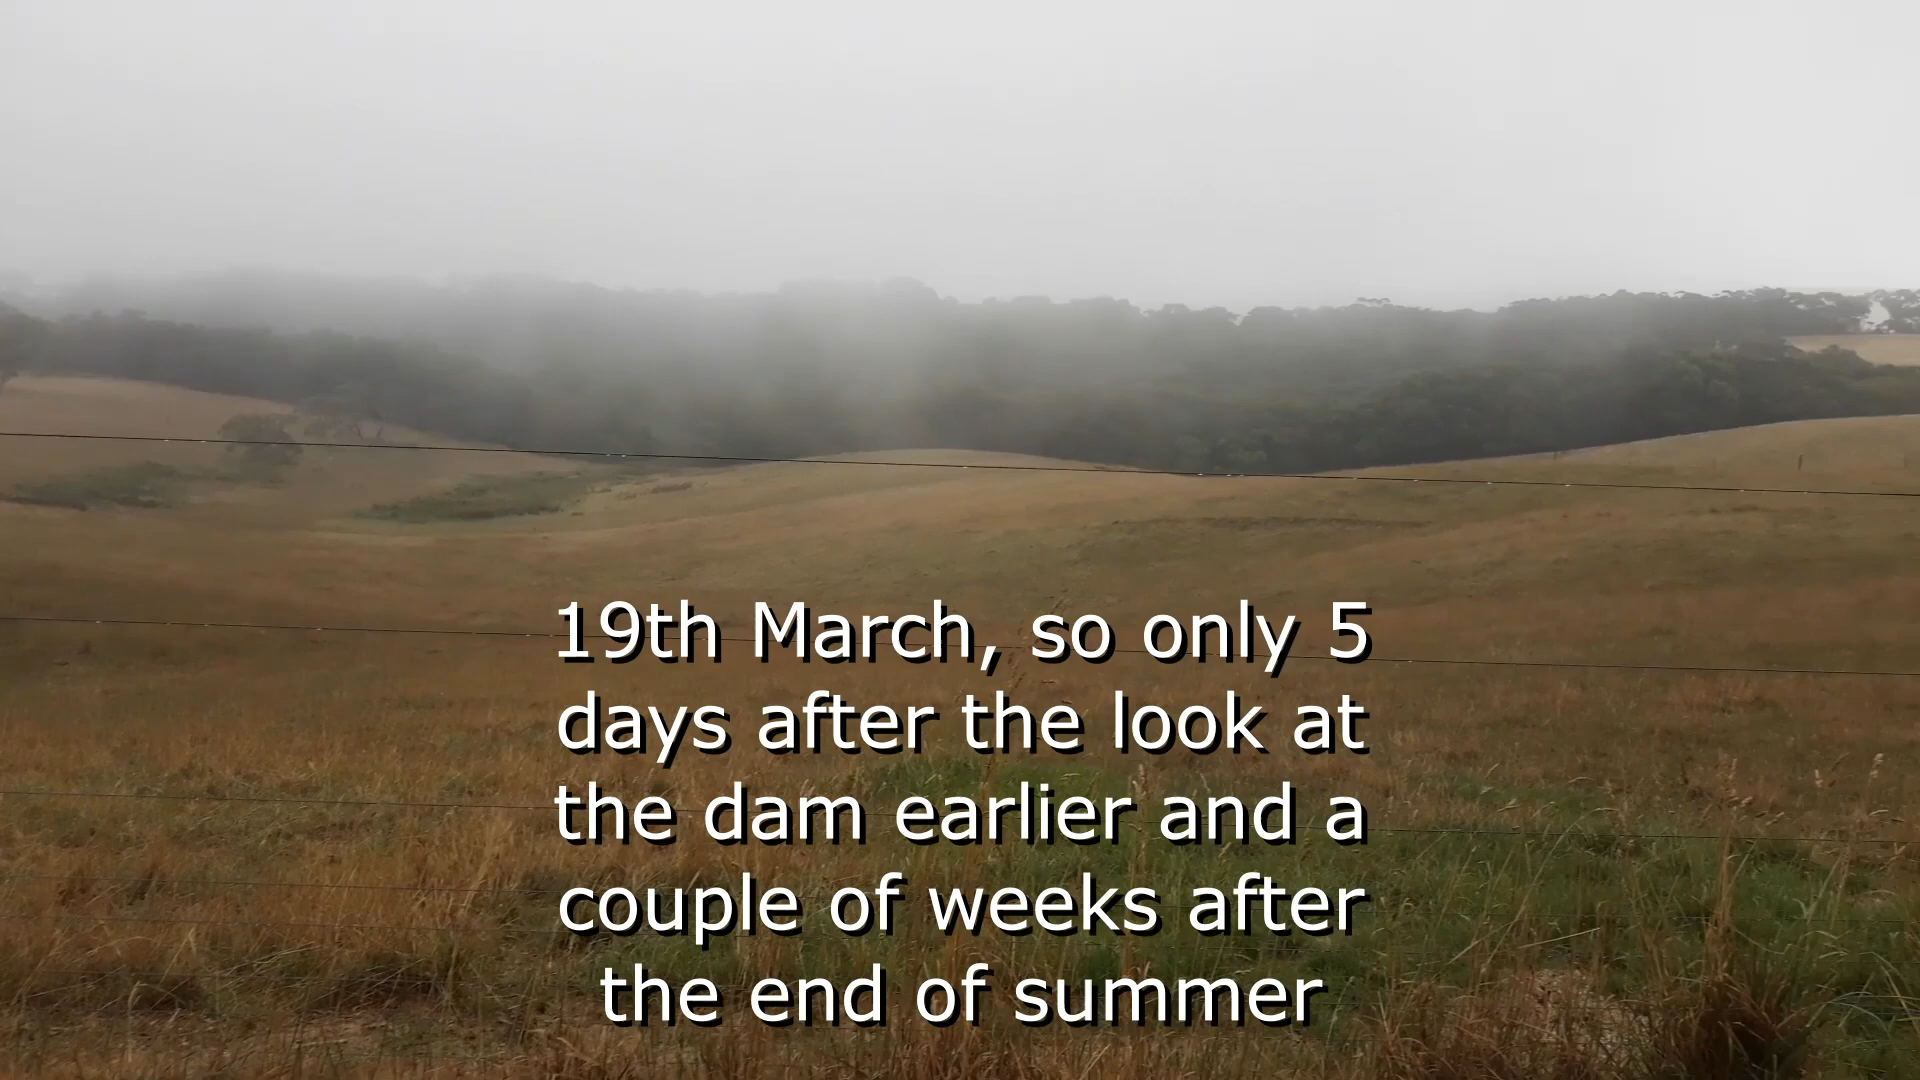 19th March, so only 5
days after the look at
the dam earlier and a
couple of weeks after
the end of summer